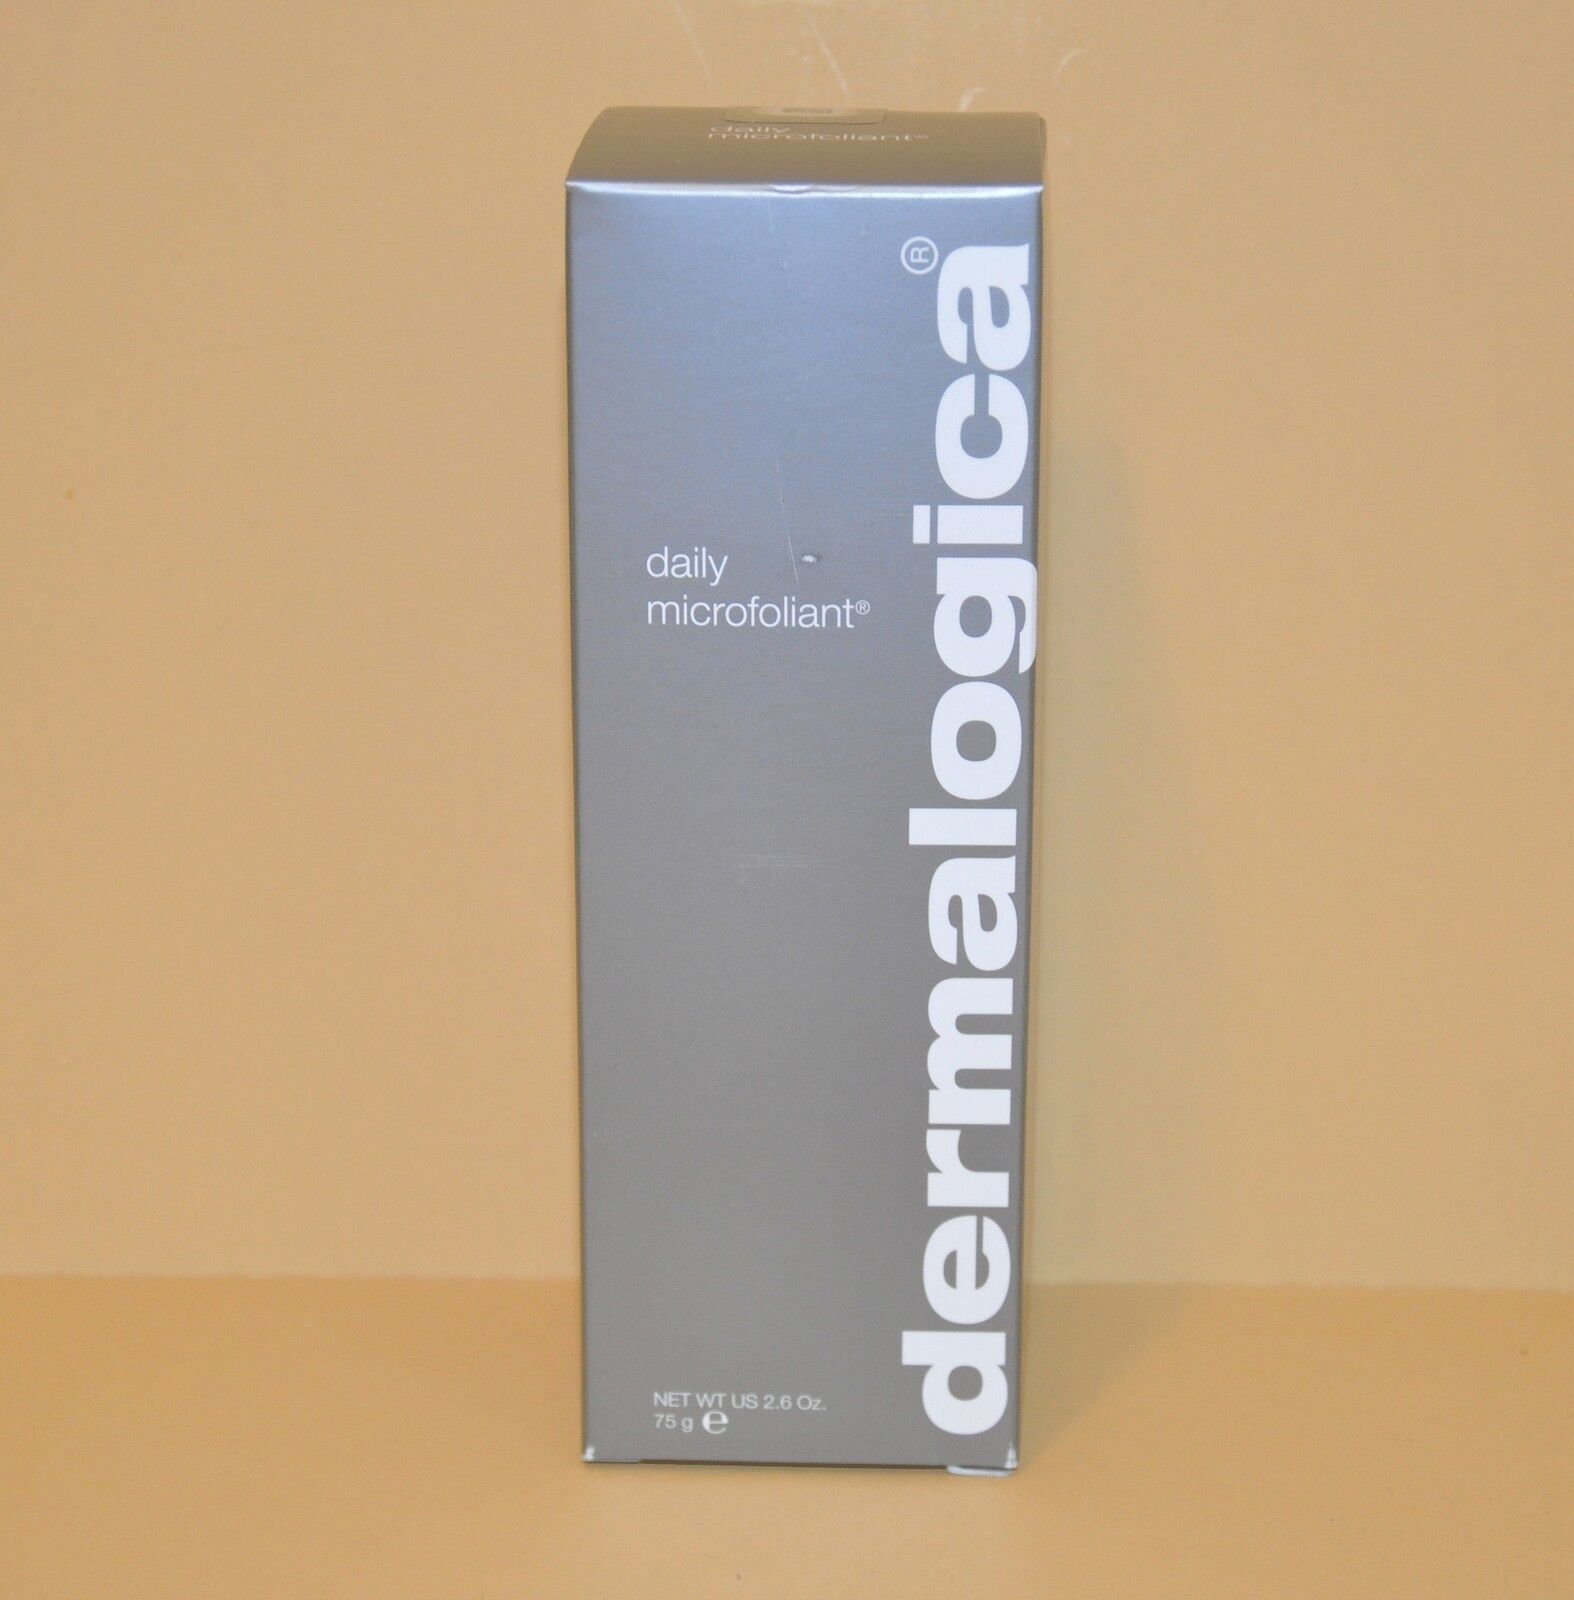 daily
microfoliant®
daily
microfoliant®
dermalogica®
NET WT US 2.6 Oz.
75 g ℮